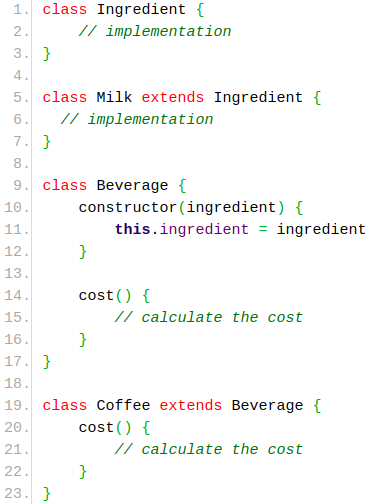 1. class Ingredient {
2.     // implementation
3. }
4.
5. class Milk extends Ingredient {
6.   // implementation
7. }
8.
9. class Beverage {
10.     constructor(ingredient) {
11.         this.ingredient = ingredient
12.     }
13.
14.     cost() {
15.         // calculate the cost
16.     }
17. }
18.
19. class Coffee extends Beverage {
20.     cost() {
21.         // calculate the cost
22.     }
23. }